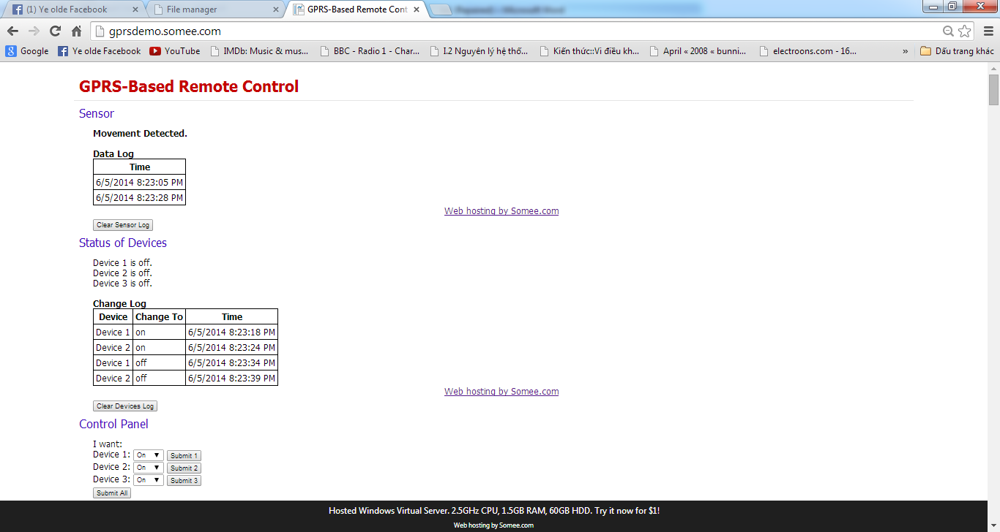 (1) Ye olde Facebook
File manager
GPRS-Based Remote Cont
gprsdemo.somee.com
Google Ye olde Facebook YouTube IMDb: Music & mus... BBC - Radio 1 - Char... I.2 Nguyên lý hệ thố... Kiến thức::Vi điều kh... April « 2008 « bunni... electroons.com - 16... » Dấu trang khác
GPRS-Based Remote Control
Sensor
Movement Detected.
Data Log
Time
6/5/2014 8:23:05 PM
6/5/2014 8:23:28 PM
Web hosting by Somee.com
Clear Sensor Log
Status of Devices
Device 1 is off.
Device 2 is off.
Device 3 is off.
Change Log
Device Change To Time
Device 1 on 6/5/2014 8:23:18 PM
Device 2 on 6/5/2014 8:23:24 PM
Device 1 off 6/5/2014 8:23:34 PM
Device 2 off 6/5/2014 8:23:39 PM
Web hosting by Somee.com
Clear Devices Log
Control Panel
I want:
Device 1: On Submit 1
Device 2: On Submit 2
Device 3: On Submit 3
Submit All
Hosted Windows Virtual Server. 2.5GHz CPU, 1.5GB RAM, 60GB HDD. Try it now for $1!
Web hosting by Somee.com